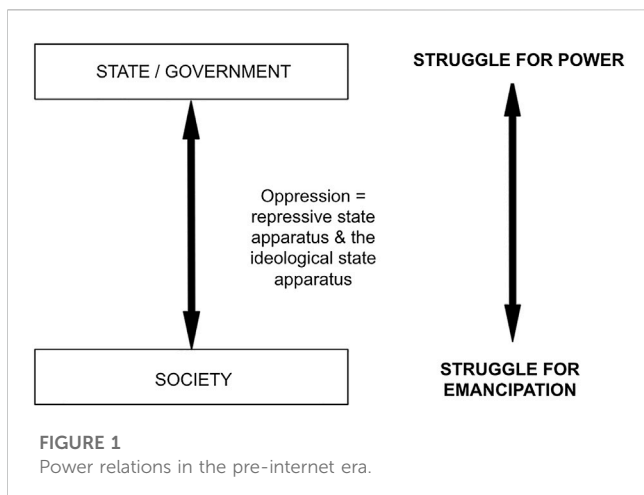 STATE / GOVERNMENT
STRUGGLE FOR POWER
Oppression =
repressive state
apparatus & the
ideological state
apparatus
SOCIETY
STRUGGLE FOR
EMANCIPATION
FIGURE 1
Power relations in the pre-internet era.